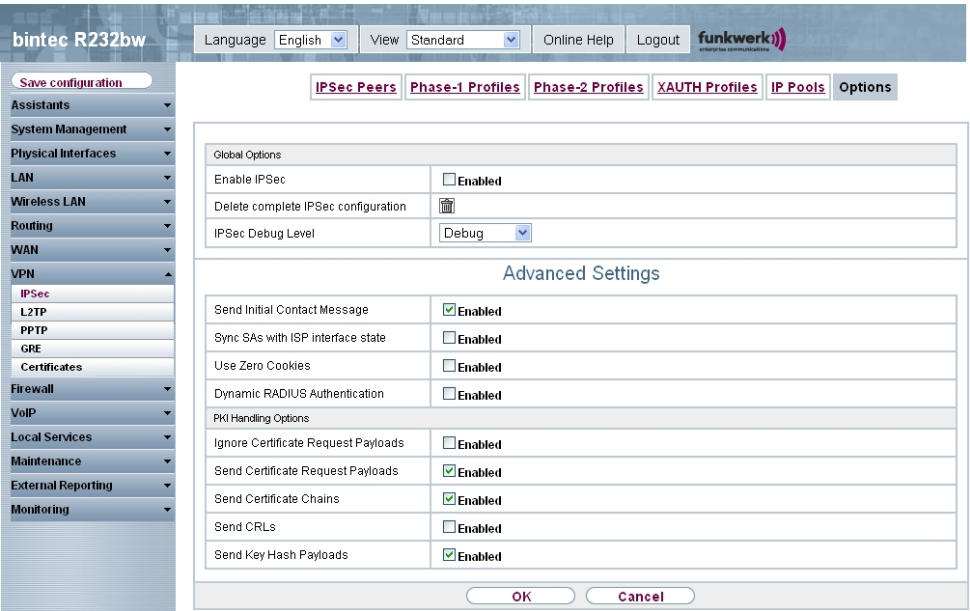 bintec R232bw
Language English View Standard Online Help Logout funkwerk
enterprise communications
Save configuration
Assistants
System Management
Physical Interfaces
LAN
Wireless LAN
Routing
WAN
VPN
IPSec
L2TP
PPTP
GRE
Certificates
Firewall
VoIP
Local Services
Maintenance
External Reporting
Monitoring
IPSec Peers Phase-1 Profiles Phase-2 Profiles XAUTH Profiles IP Pools Options
Global Options
Enable IPSec Enabled
Delete complete IPSec configuration
IPSec Debug Level Debug
Advanced Settings
Send Initial Contact Message Enabled
Sync SAs with ISP interface state Enabled
Use Zero Cookies Enabled
Dynamic RADIUS Authentication Enabled
PKI Handling Options
Ignore Certificate Request Payloads Enabled
Send Certificate Request Payloads Enabled
Send Certificate Chains Enabled
Send CRLs Enabled
Send Key Hash Payloads Enabled
OK Cancel